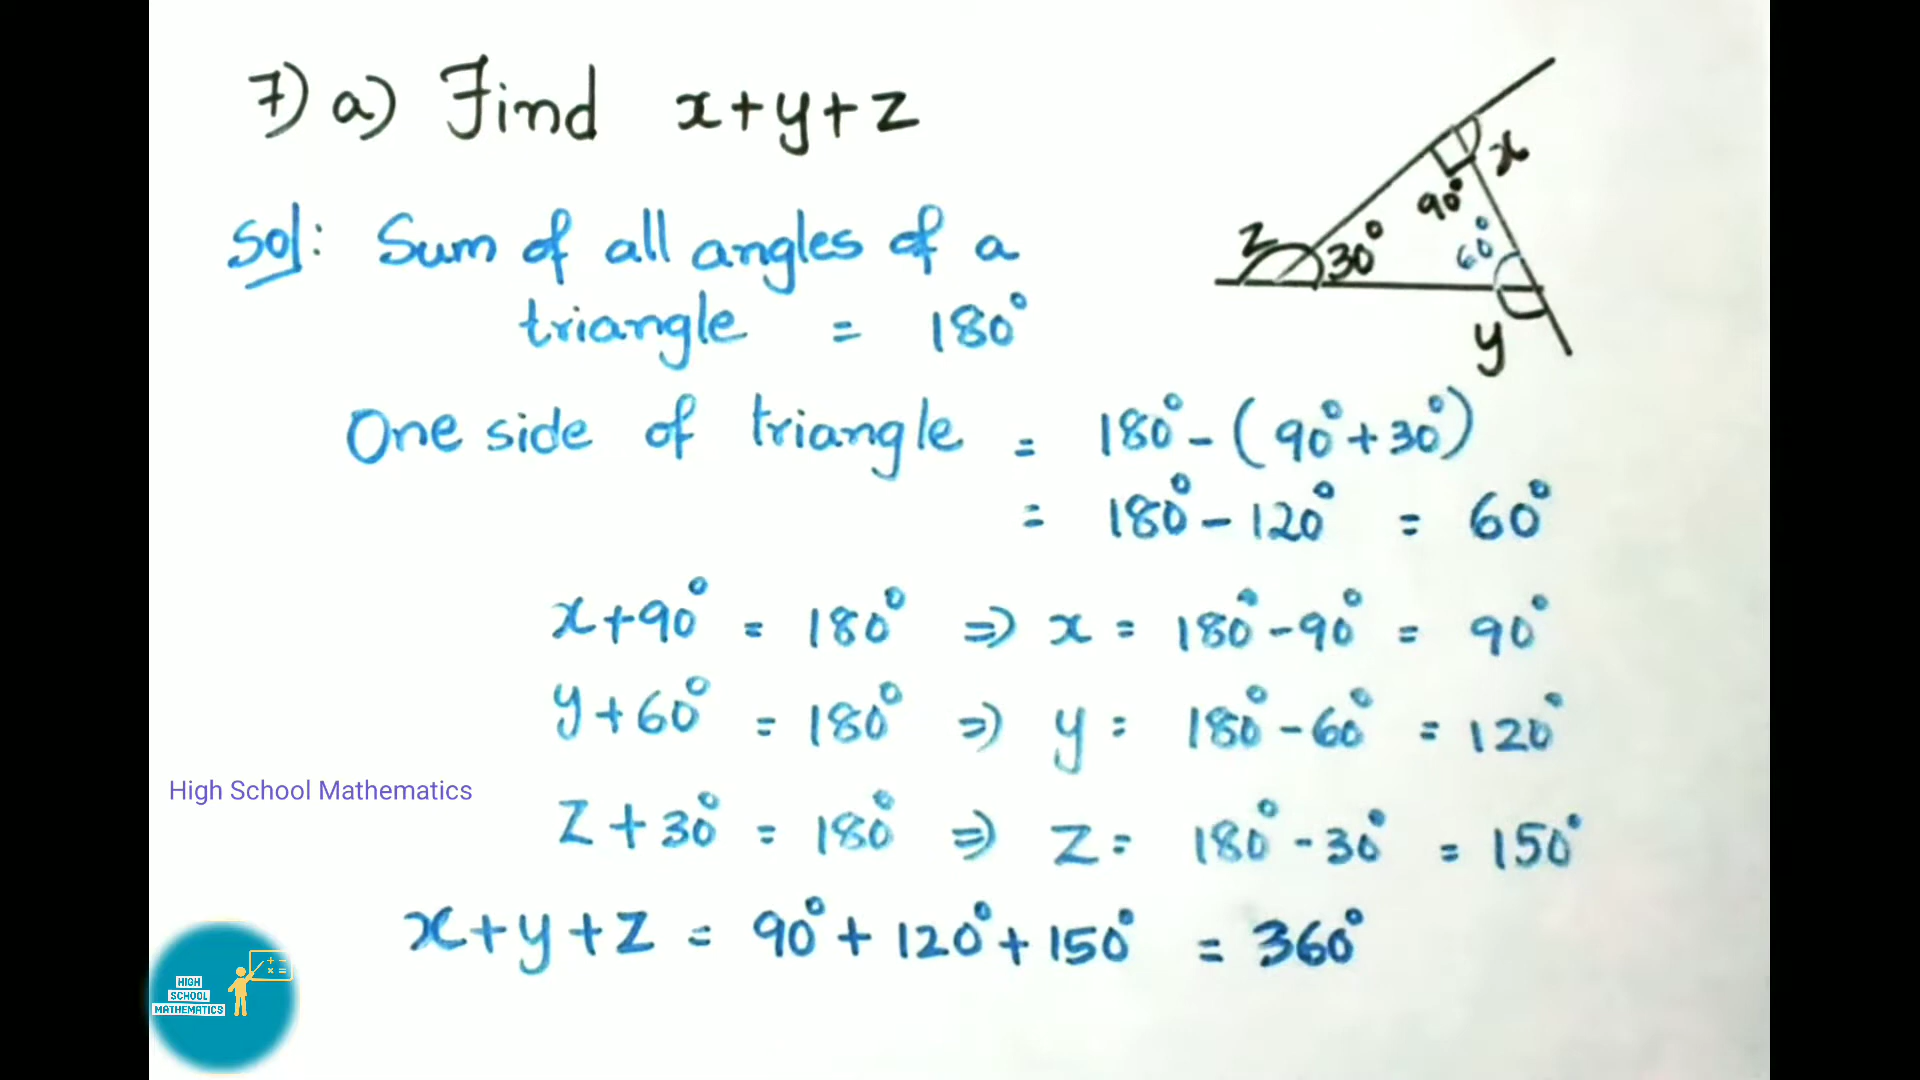 7) a) Find x+y+z
x
90°
60°
z
30°
y
Sol: Sum of all angles of a
triangle = 180°
One side of triangle = 180° - (90° + 30°)
= 180° - 120° = 60°
x+90° = 180° ⇒ x = 180° - 90° = 90°
y+60° = 180° ⇒ y = 180° - 60° = 120°
High School Mathematics
z+30° = 180° ⇒ z = 180° - 30° = 150°
x+y+z = 90° + 120° + 150° = 360°
HIGH
SCHOOL
MATHEMATICS
+ -
× =